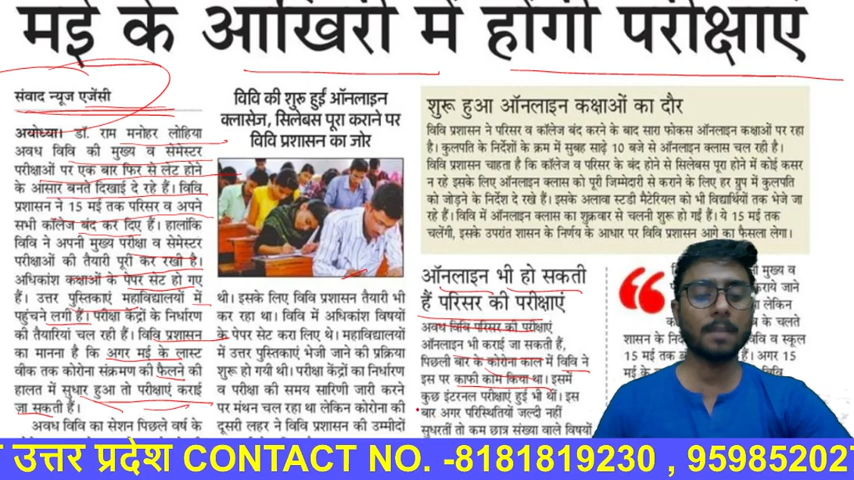 मई के आखिरी में होंगी परीक्षाएं
संवाद न्यूज एजेंसी
अयोध्या। डॉ. राम मनोहर लोहिया
अवध विवि की मुख्य व सेमेस्टर
परीक्षाओं पर एक बार फिर से लेट होने
के आसार बनते दिखाई दे रहे हैं। विवि
प्रशासन ने 15 मई तक परिसर व अपने
सभी कॉलेज बंद कर दिए हैं। हालांकि
विवि ने अपनी मुख्य परीक्षा व सेमेस्टर
परीक्षाओं की तैयारी पूरी कर रखी है।
अधिकांश कक्षाओं के पेपर सेट हो गए
हैं। उत्तर पुस्तिकाएं महाविद्यालयों में
पहुंचने लगी हैं। परीक्षा केंद्रों के निर्धारण
की तैयारियां चल रही हैं। विवि प्रशासन
का मानना है कि अगर मई के लास्ट
वीक तक कोरोना संक्रमण की फैलने की
हालात में सुधार हुआ तो परीक्षाएं कराई
जा सकती हैं।
अवध विवि का सेशन पिछले वर्ष के
विवि की शुरू हुई ऑनलाइन
क्लासेज, सिलेबस पूरा कराने पर
विवि प्रशासन का जोर
थी। इसके लिए विवि प्रशासन तैयारी भी
कर रहा था। विवि में अधिकांश विषयों
के पेपर सेट करा लिए थे। महाविद्यालयों
में उत्तर पुस्तिकाएं भेजी जाने की प्रक्रिया
शुरू हो गयी थी। परीक्षा केंद्रों का निर्धारण
व परीक्षा की समय सारिणी जारी करने
पर मंथन चल रहा था लेकिन कोरोना की
दूसरी लहर ने विवि प्रशासन की उम्मीदों
शुरू हुआ ऑनलाइन कक्षाओं का दौर
विवि प्रशासन ने परिसर व कॉलेज बंद करने के बाद सारा फोकस ऑनलाइन कक्षाओं पर रहा
है। कुलपति के निर्देशों के क्रम में सुबह साढ़े 10 बजे से ऑनलाइन क्लास चल रही है।
विवि प्रशासन चाहता है कि कॉलेज व परिसर के बंद होने से सिलेबस पूरा होने में कोई कसर
न रहे इसके लिए ऑनलाइन क्लास को पूरी जिम्मेदारी से कराने के लिए हर ग्रुप में कुलपति
को जोड़ने के निर्देश दे रखे हैं। इसके अलावा स्टडी मैटेरियल को भी विद्यार्थियों तक भेजे जा
रहे हैं। विवि में ऑनलाइन क्लास का शुक्रवार से चलनी शुरू हो गई हैं। ये 15 मई तक
चलेंगी, इसके उपरांत शासन के निर्णय के आधार पर विवि प्रशासन आगे का फैसला लेगा।
ऑनलाइन भी हो सकती
हैं परिसर की परीक्षाएं
अवध विवि परिसर की परीक्षाएं
ऑनलाइन भी कराई जा सकती हैं,
पिछली बार के कोरोना काल में विवि ने
इस पर काफी काम किया था। इसमें
कुछ इंटरनल परीक्षाएं हुई भी थीं। इस
बार अगर परिस्थितियों जल्दी नहीं
सुधरतीं तो कम छात्र संख्या वाले विषयों
मुख्य व
कराये जाने
लेकिन
के चलते
शासन के
व स्कूल
15 मई तक
अगर 15
मई के
उत्तर प्रदेश CONTACT NO. -8181819230 , 959852027